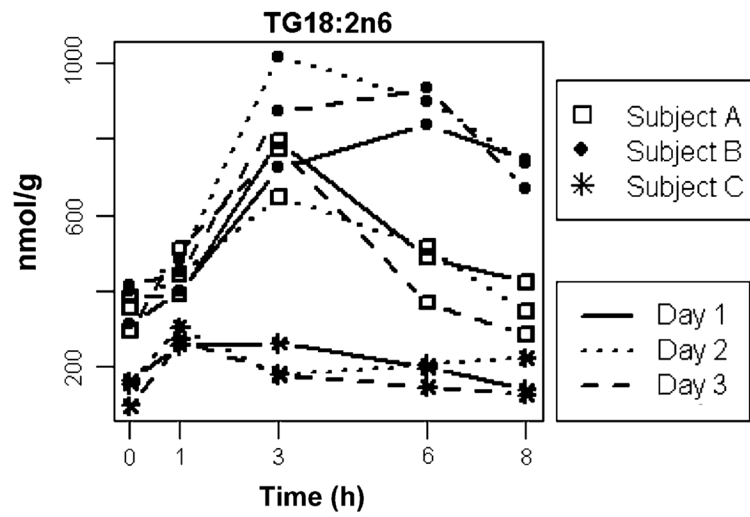 TG18:2n6
nmol/g
1000
600
200
0 1 3 6 8
Time (h)
Subject A
Subject B
Subject C
Day 1
Day 2
Day 3